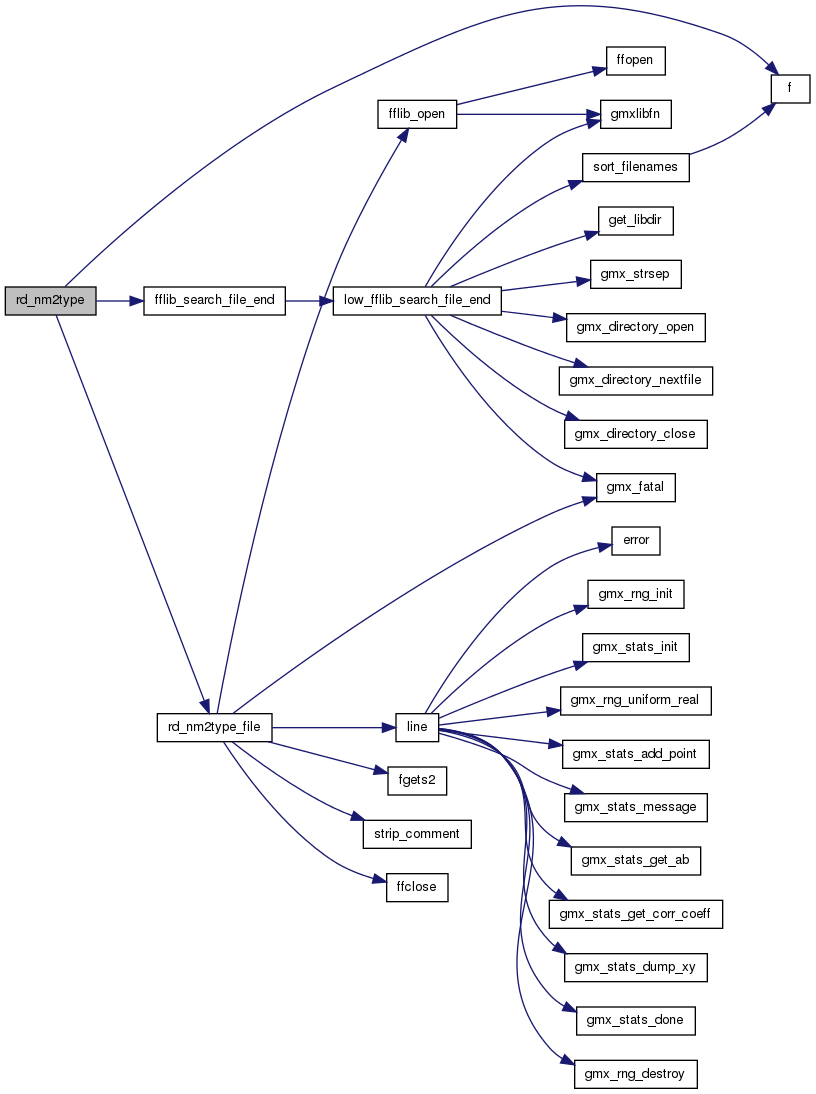 ffopen
f
fflib_open
gmxlibfn
sort_filenames
get_libdir
gmx_strsep
rd_nm2type
fflib_search_file_end
low_fflib_search_file_end
gmx_directory_open
gmx_directory_nextfile
gmx_directory_close
gmx_fatal
error
gmx_rng_init
gmx_stats_init
gmx_rng_uniform_real
rd_nm2type_file
line
gmx_stats_add_point
fgets2
gmx_stats_message
strip_comment
gmx_stats_get_ab
ffclose
gmx_stats_get_corr_coeff
gmx_stats_dump_xy
gmx_stats_done
gmx_rng_destroy